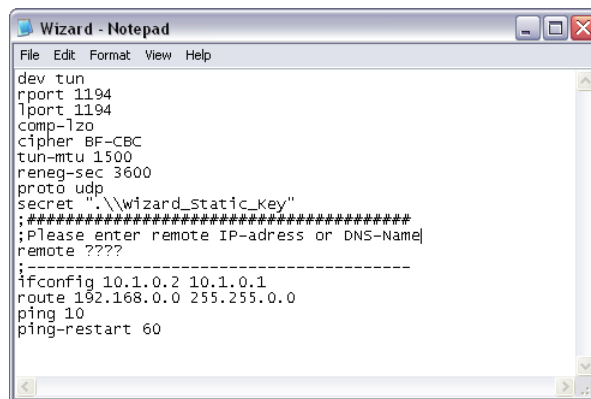 Wizard - Notepad
File Edit Format View Help
dev tun
rport 1194
lport 1194
comp-lzo
cipher BF-CBC
tun-mtu 1500
reneg-sec 3600
proto udp
secret ".\\Wizard_Static_Key"
;########################################
;Please enter remote IP-adress or DNS-Name
remote ????
;----------------------------------------
ifconfig 10.1.0.2 10.1.0.1
route 192.168.0.0 255.255.0.0
ping 10
ping-restart 60